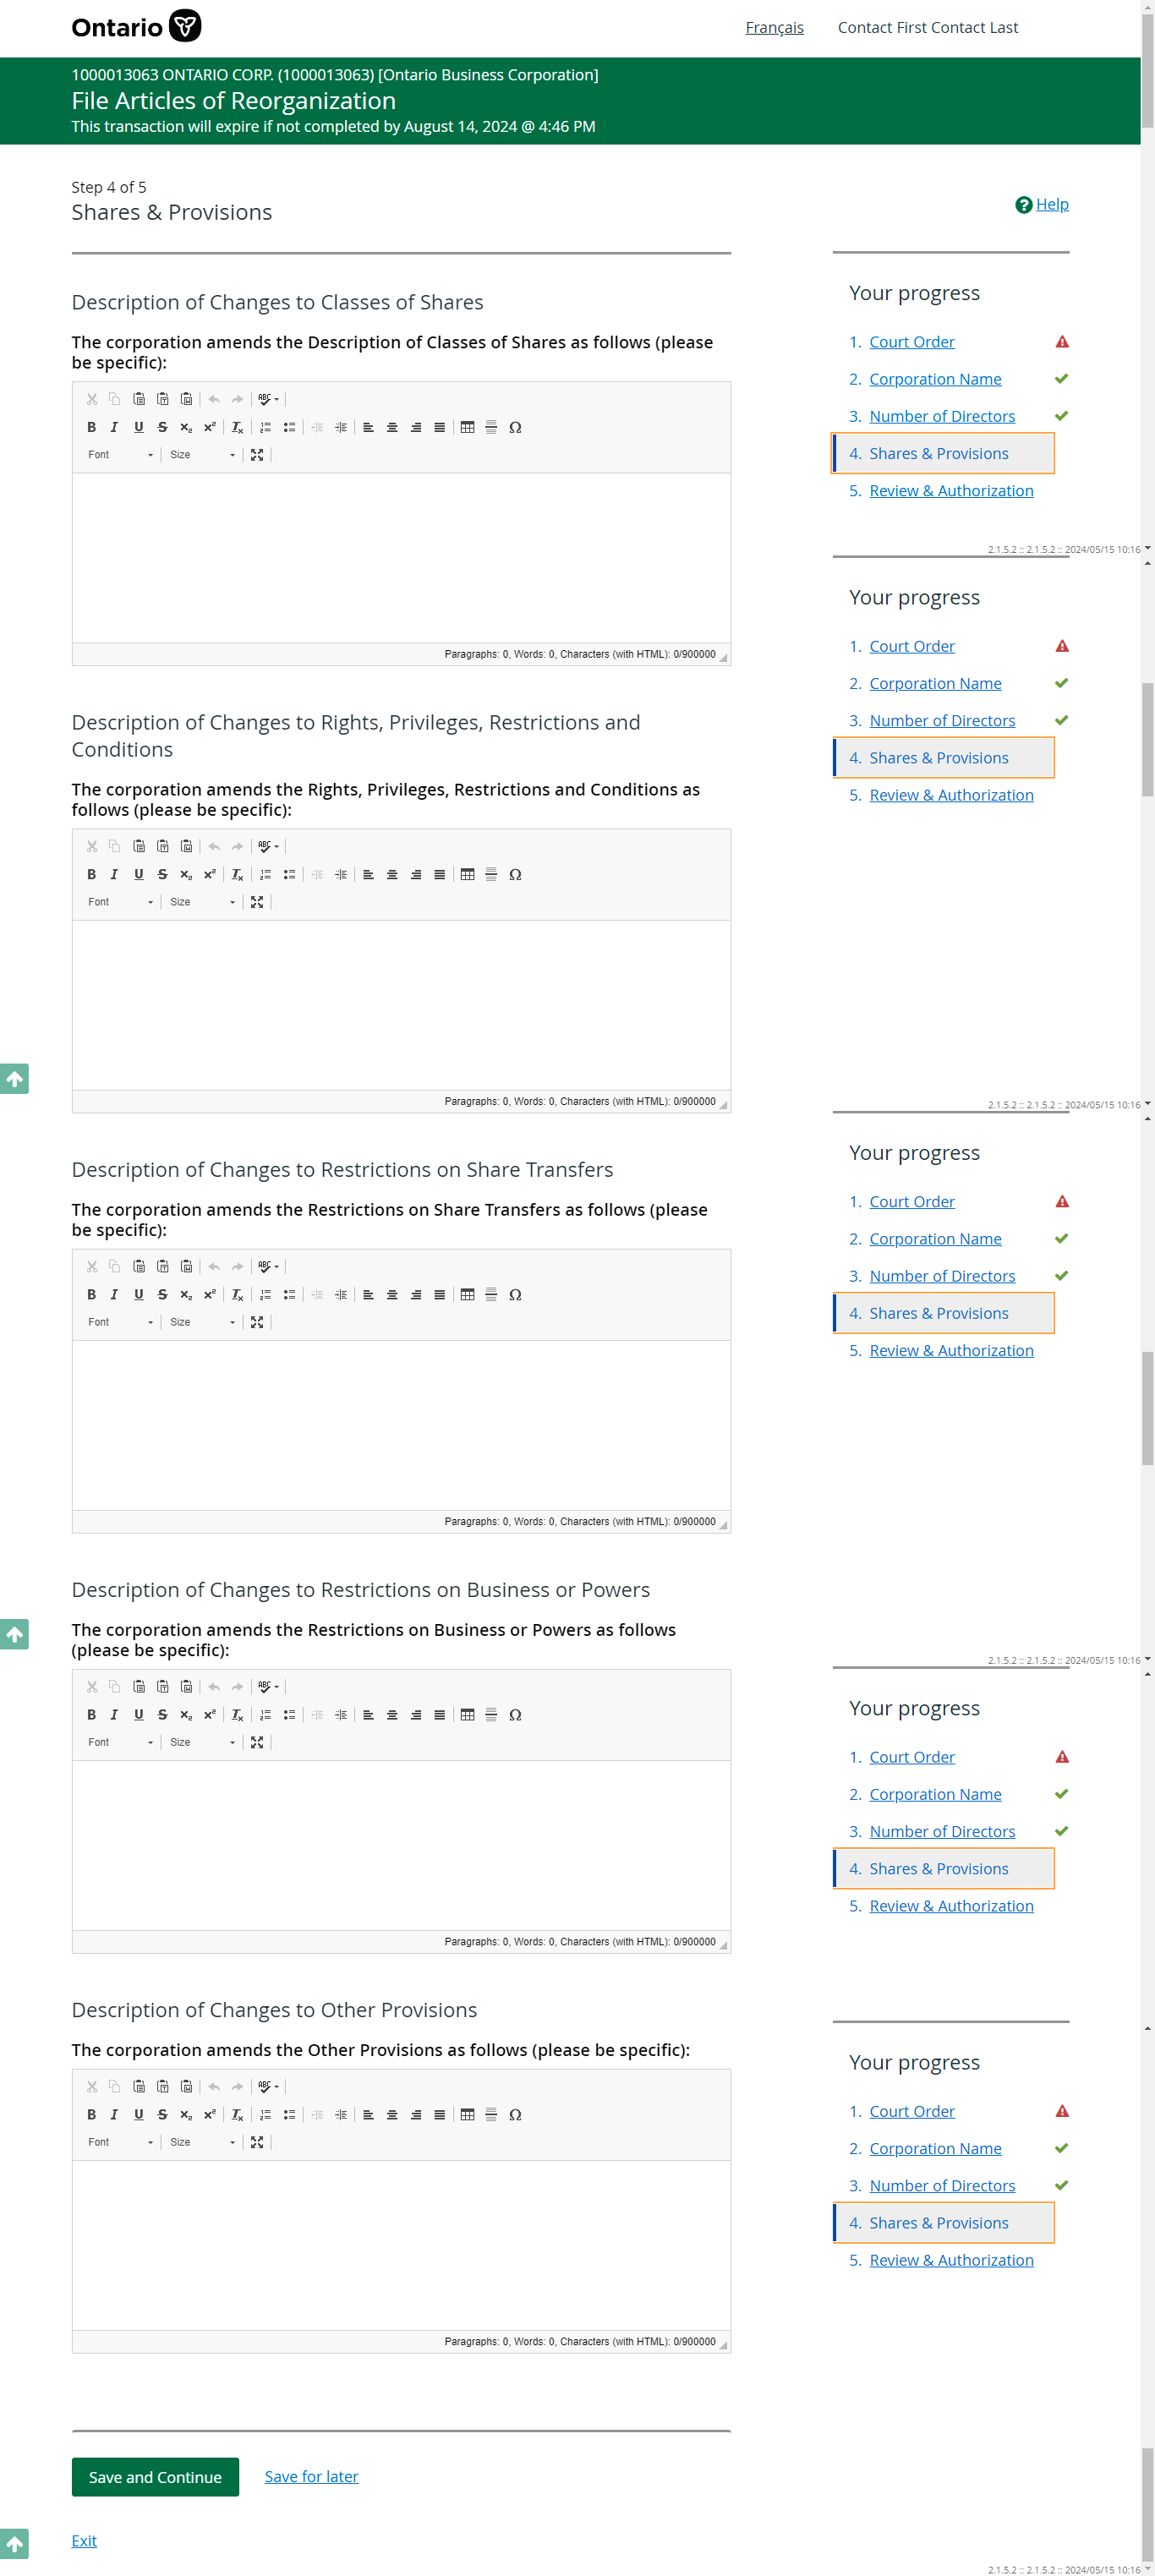 Ontario
Français
Contact First Contact Last
1000013063 ONTARIO CORP. (1000013063) [Ontario Business Corporation]
File Articles of Reorganization
This transaction will expire if not completed by August 14, 2024 @ 4:46 PM
Step 4 of 5
Shares & Provisions
Help
Description of Changes to Classes of Shares
The corporation amends the Description of Classes of Shares as follows (please
be specific):
Font
Size
Paragraphs: 0, Words: 0, Characters (with HTML): 0/900000
Your progress
1. Court Order
2. Corporation Name
3. Number of Directors
4. Shares & Provisions
5. Review & Authorization
2.1.5.2 :: 2.1.5.2 :: 2024/05/15 10:16
Description of Changes to Rights, Privileges, Restrictions and
Conditions
The corporation amends the Rights, Privileges, Restrictions and Conditions as
follows (please be specific):
Font
Size
Paragraphs: 0, Words: 0, Characters (with HTML): 0/900000
Your progress
1. Court Order
2. Corporation Name
3. Number of Directors
4. Shares & Provisions
5. Review & Authorization
2.1.5.2 :: 2.1.5.2 :: 2024/05/15 10:16
Description of Changes to Restrictions on Share Transfers
The corporation amends the Restrictions on Share Transfers as follows (please
be specific):
Font
Size
Paragraphs: 0, Words: 0, Characters (with HTML): 0/900000
Your progress
1. Court Order
2. Corporation Name
3. Number of Directors
4. Shares & Provisions
5. Review & Authorization
2.1.5.2 :: 2.1.5.2 :: 2024/05/15 10:16
Description of Changes to Restrictions on Business or Powers
The corporation amends the Restrictions on Business or Powers as follows
(please be specific):
Font
Size
Paragraphs: 0, Words: 0, Characters (with HTML): 0/900000
Your progress
1. Court Order
2. Corporation Name
3. Number of Directors
4. Shares & Provisions
5. Review & Authorization
Description of Changes to Other Provisions
The corporation amends the Other Provisions as follows (please be specific):
Font
Size
Paragraphs: 0, Words: 0, Characters (with HTML): 0/900000
Your progress
1. Court Order
2. Corporation Name
3. Number of Directors
4. Shares & Provisions
5. Review & Authorization
Save and Continue
Save for later
Exit
2.1.5.2 :: 2.1.5.2 :: 2024/05/15 10:16